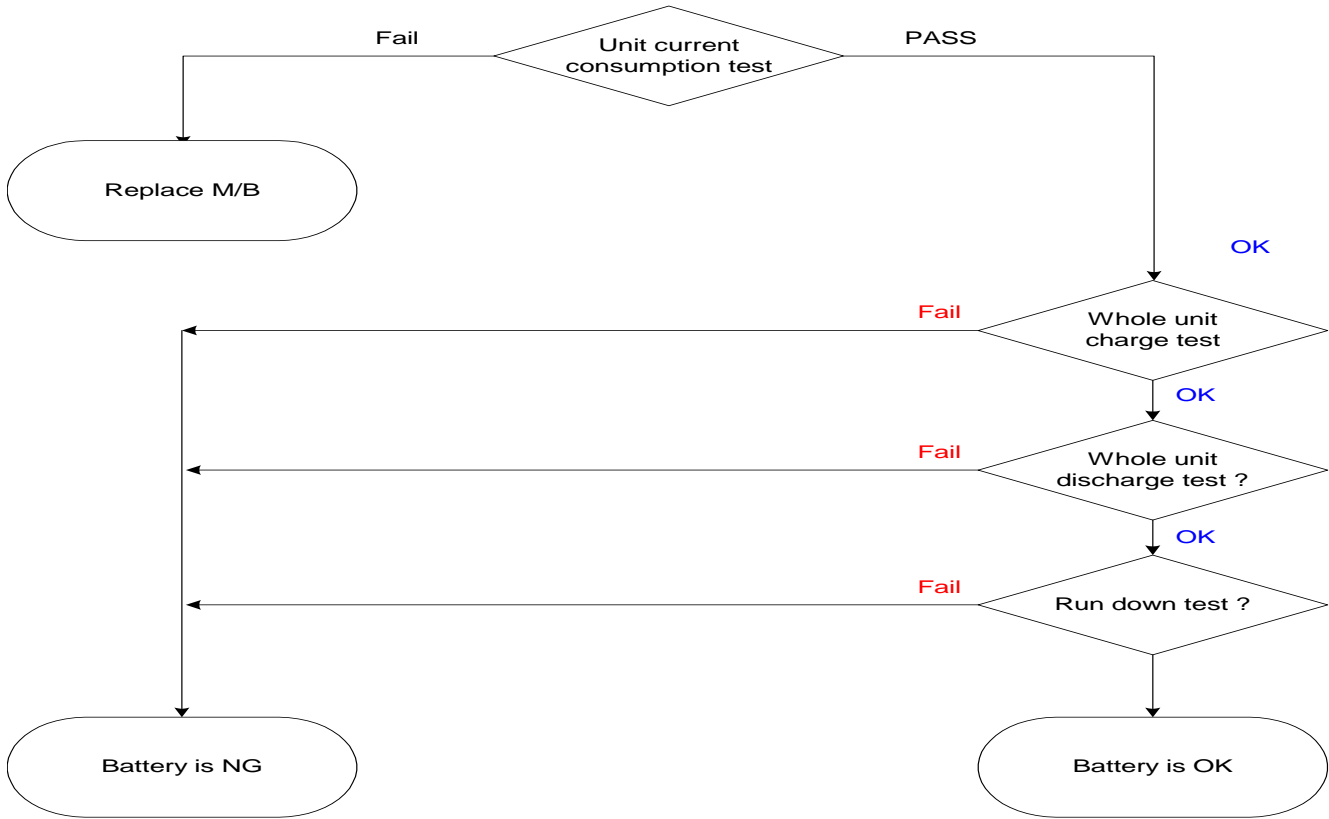 Fail
Unit current
consumption test
PASS
Replace M/B
OK
Fail
Whole unit
charge test
OK
Fail
Whole unit
discharge test ?
OK
Fail
Run down test ?
Battery is NG
Battery is OK